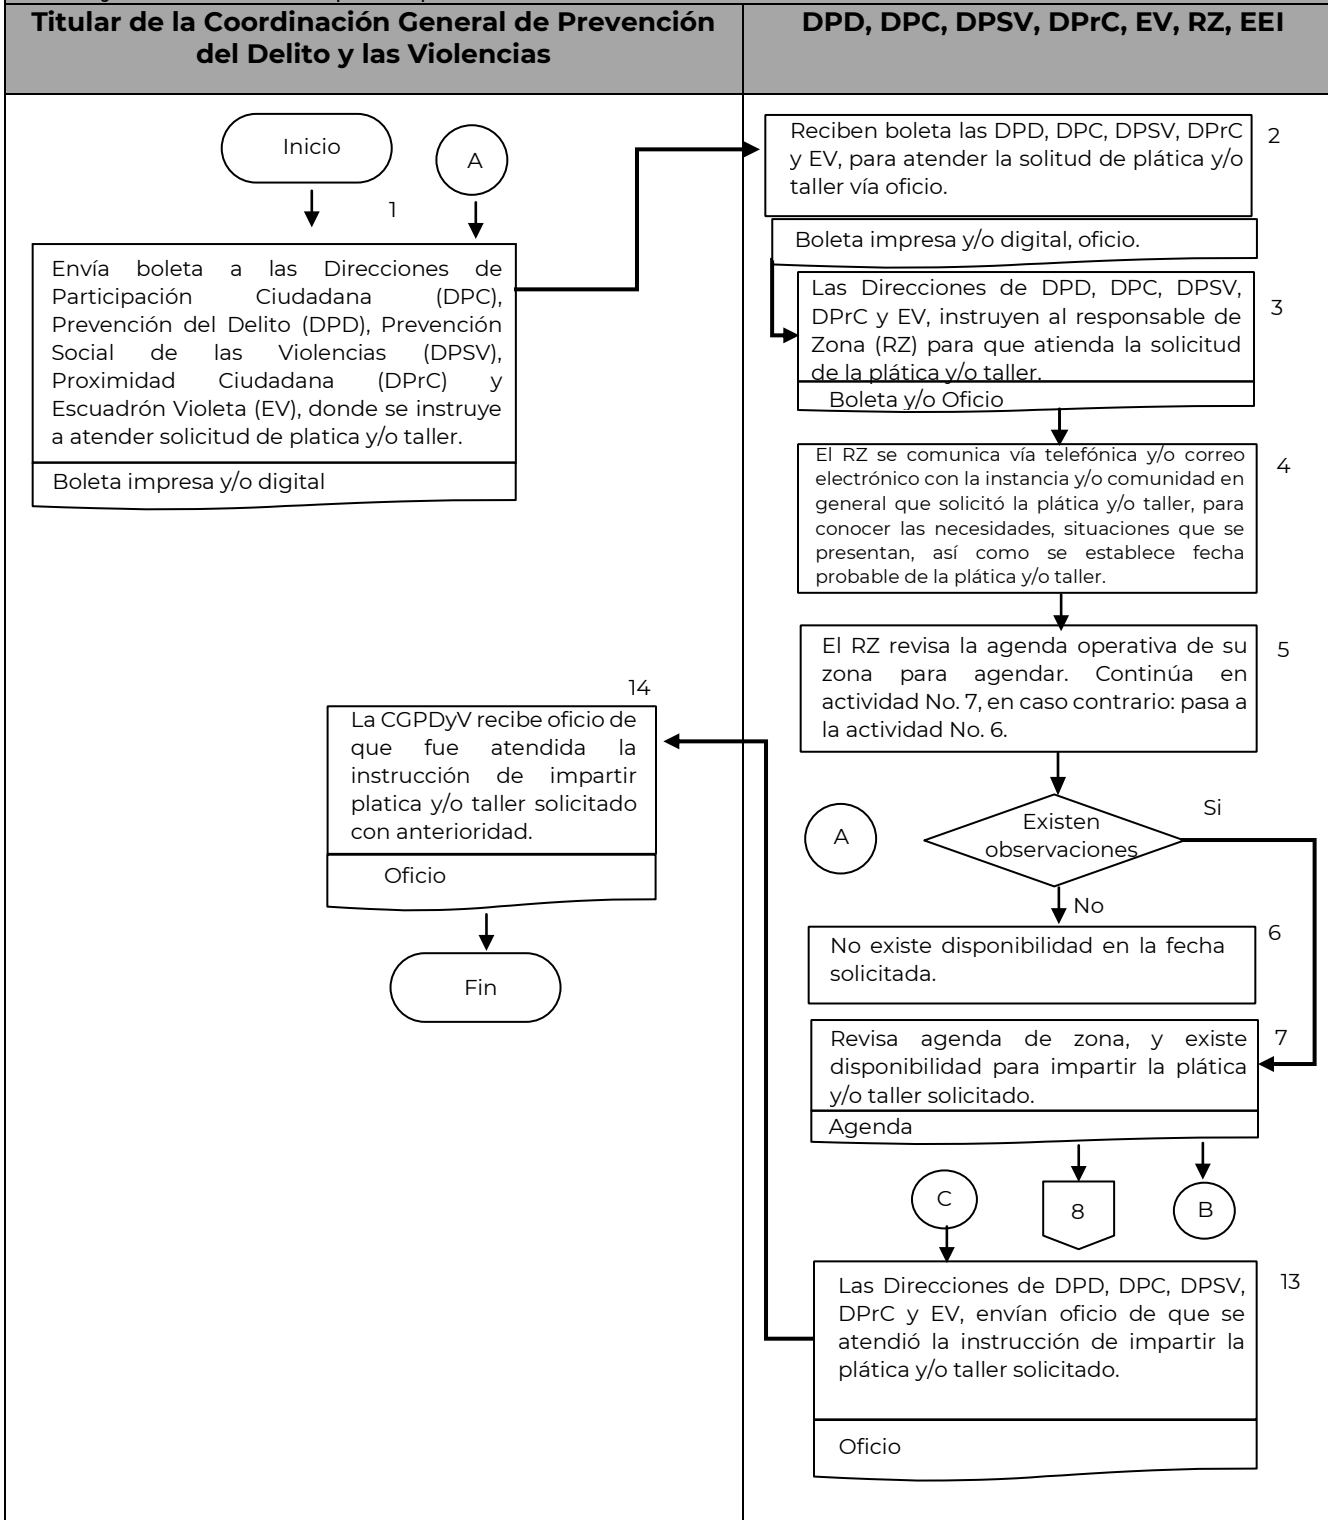 Titular de la Coordinación General de Prevención
del Delito y las Violencias
DPD, DPC, DPSV, DPrC, EV, RZ, EEI
Inicio
A
1
Envía boleta a las Direcciones de
Participación Ciudadana (DPC),
Prevención del Delito (DPD), Prevención
Social de las Violencias (DPSV),
Proximidad Ciudadana (DPrC) y
Escuadrón Violeta (EV), donde se instruye
a atender solicitud de platica y/o taller.
Boleta impresa y/o digital
14
La CGPDyV recibe oficio de
que fue atendida la
instrucción de impartir
platica y/o taller solicitado
con anterioridad.
Oficio
Fin
Reciben boleta las DPD, DPC, DPSV, DPrC
y EV, para atender la solitud de plática y/o
taller vía oficio.
2
Boleta impresa y/o digital, oficio.
Las Direcciones de DPD, DPC, DPSV,
DPrC y EV, instruyen al responsable de
Zona (RZ) para que atienda la solicitud
de la plática y/o taller.
3
Boleta y/o Oficio
El RZ se comunica vía telefónica y/o correo
electrónico con la instancia y/o comunidad en
general que solicitó la plática y/o taller, para
conocer las necesidades, situaciones que se
presentan, así como se establece fecha
probable de la plática y/o taller.
4
El RZ revisa la agenda operativa de su
zona para agendar. Continúa en
actividad No. 7, en caso contrario: pasa a
la actividad No. 6.
5
A
Existen
observaciones
Si
No
No existe disponibilidad en la fecha
solicitada.
6
Revisa agenda de zona, y existe
disponibilidad para impartir la plática
y/o taller solicitado.
7
Agenda
C
8
B
Las Direcciones de DPD, DPC, DPSV,
DPrC y EV, envían oficio de que se
atendió la instrucción de impartir la
plática y/o taller solicitado.
13
Oficio